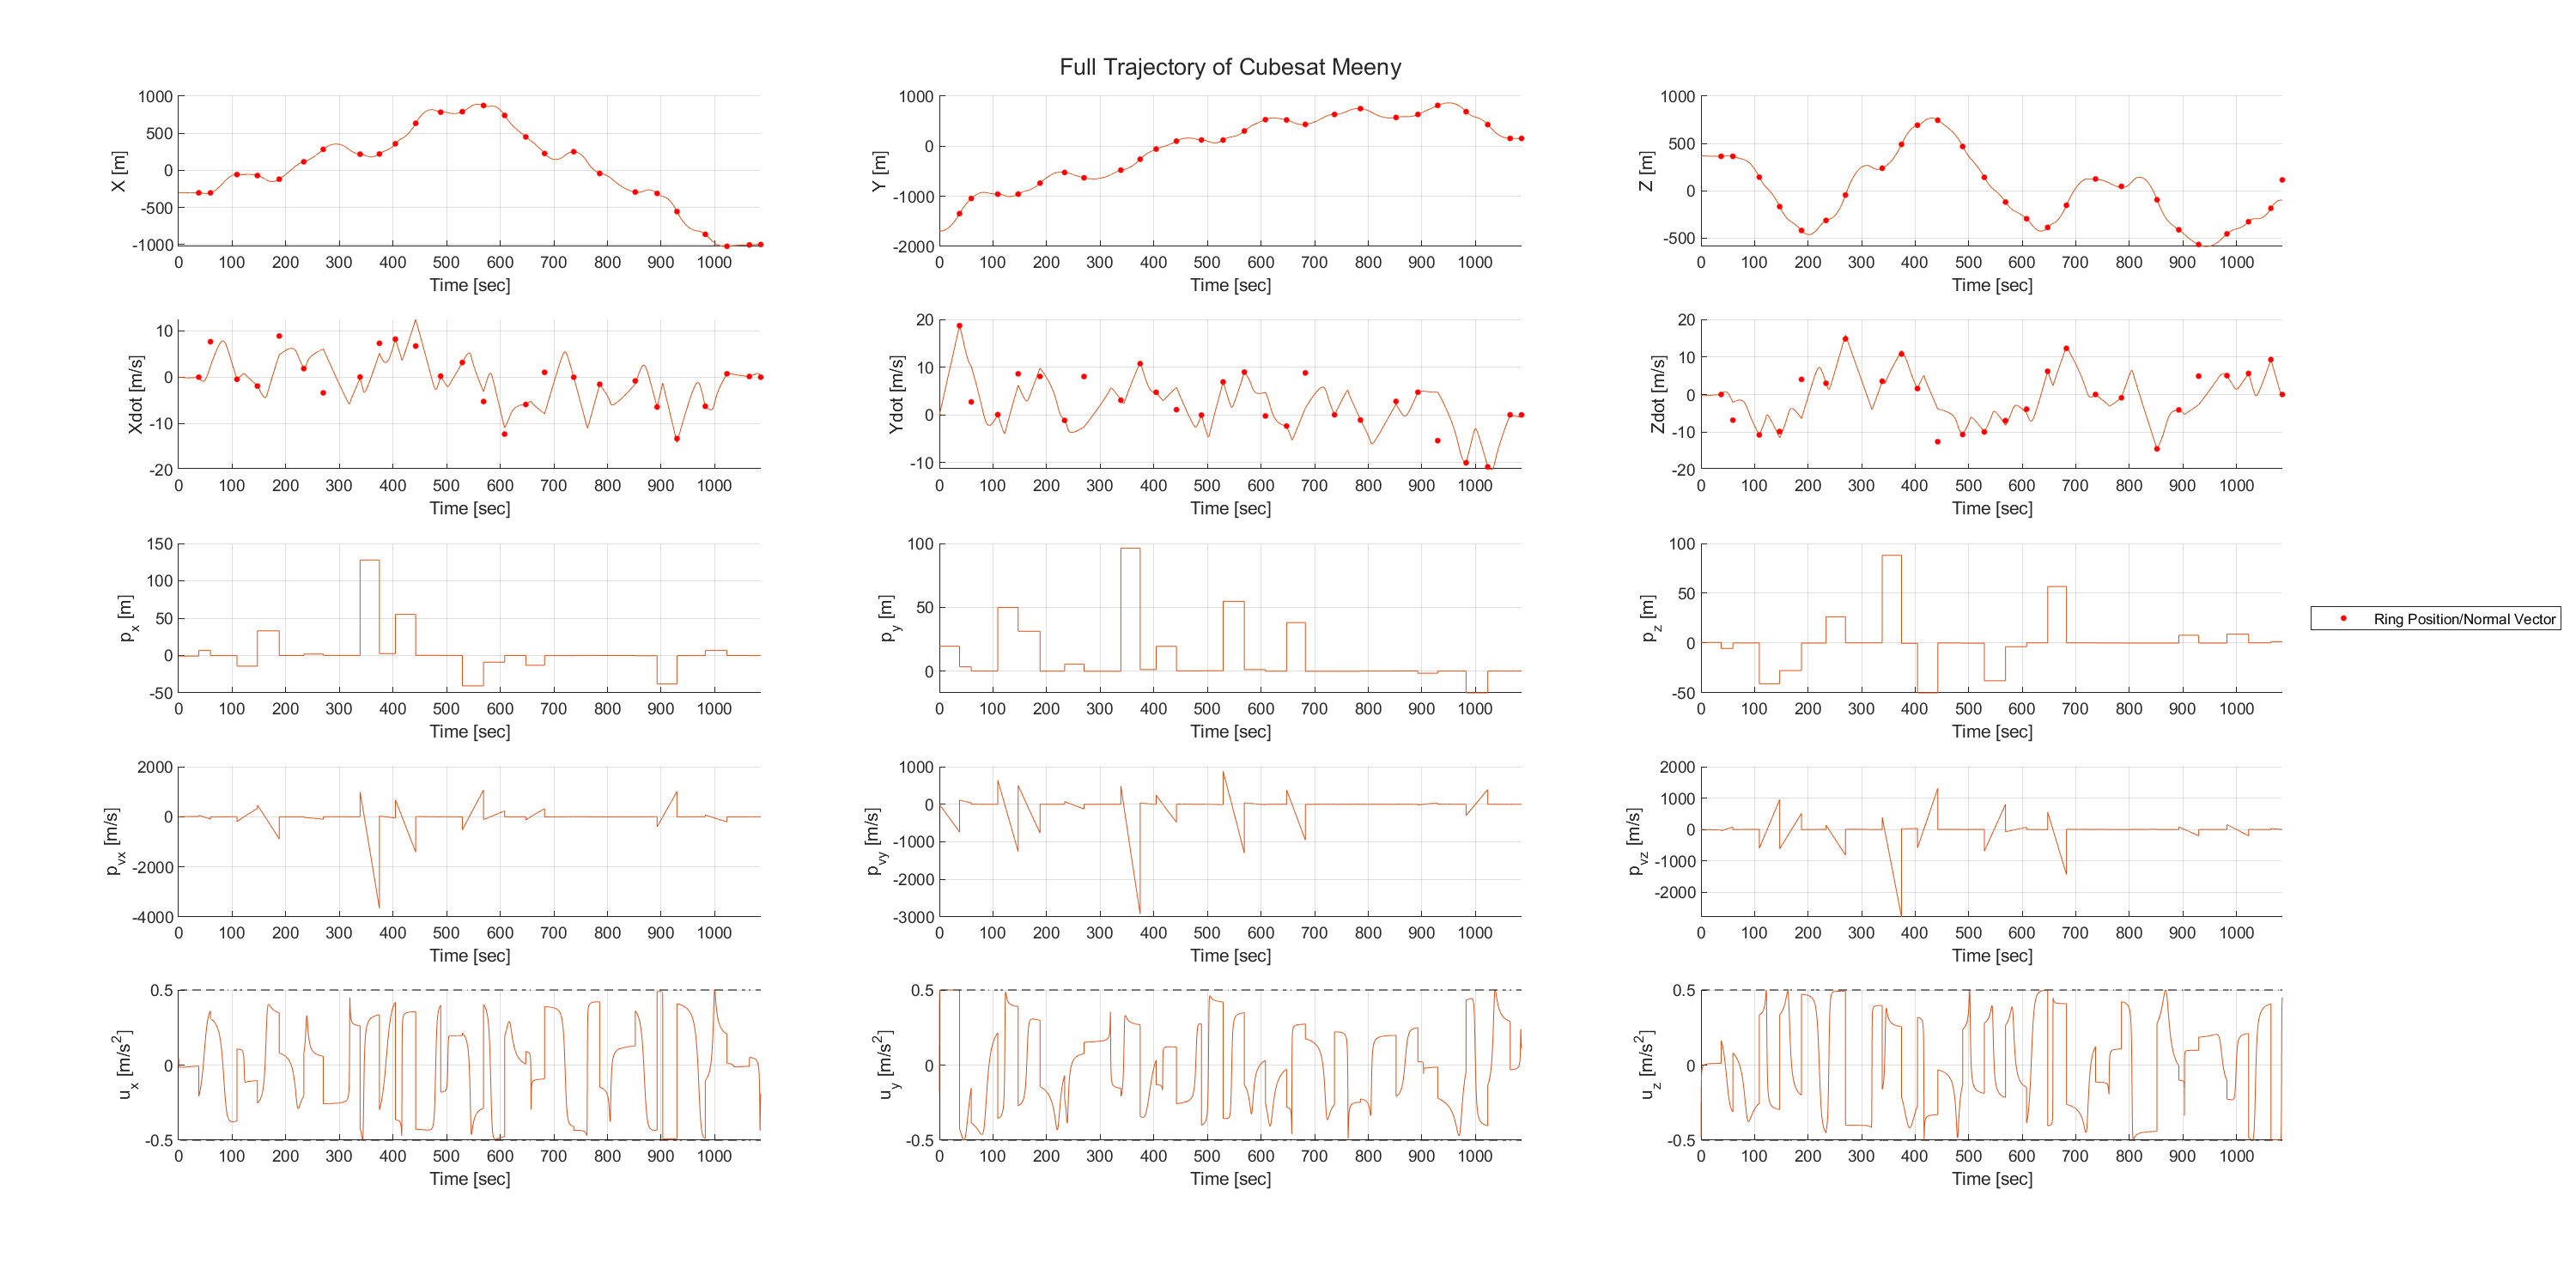 Full Trajectory of Cubesat Meeny
1000
500
0
-500
-1000
X [m]
0 100 200 300 400 500 600 700 800 900 1000
Time [sec]
1000
0
-1000
-2000
Y [m]
0 100 200 300 400 500 600 700 800 900 1000
Time [sec]
1000
500
0
-500
Z [m]
0 100 200 300 400 500 600 700 800 900 1000
Time [sec]
10
0
-10
-20
Xdot [m/s]
0 100 200 300 400 500 600 700 800 900 1000
Time [sec]
20
10
0
-10
Ydot [m/s]
0 100 200 300 400 500 600 700 800 900 1000
Time [sec]
20
10
0
-10
-20
Zdot [m/s]
0 100 200 300 400 500 600 700 800 900 1000
Time [sec]
150
100
50
0
-50
p_x [m]
0 100 200 300 400 500 600 700 800 900 1000
Time [sec]
100
50
0
p_y [m]
0 100 200 300 400 500 600 700 800 900 1000
Time [sec]
100
50
0
-50
p_z [m]
0 100 200 300 400 500 600 700 800 900 1000
Time [sec]
Ring Position/Normal Vector
2000
0
-2000
-4000
p_vx [m/s]
0 100 200 300 400 500 600 700 800 900 1000
Time [sec]
1000
0
-1000
-2000
-3000
p_vy [m/s]
0 100 200 300 400 500 600 700 800 900 1000
Time [sec]
2000
1000
0
-1000
-2000
p_vz [m/s]
0 100 200 300 400 500 600 700 800 900 1000
Time [sec]
0.5
0
-0.5
u_x [m/s²]
0 100 200 300 400 500 600 700 800 900 1000
Time [sec]
0.5
0
-0.5
u_y [m/s²]
0 100 200 300 400 500 600 700 800 900 1000
Time [sec]
0.5
0
-0.5
u_z [m/s²]
0 100 200 300 400 500 600 700 800 900 1000
Time [sec]